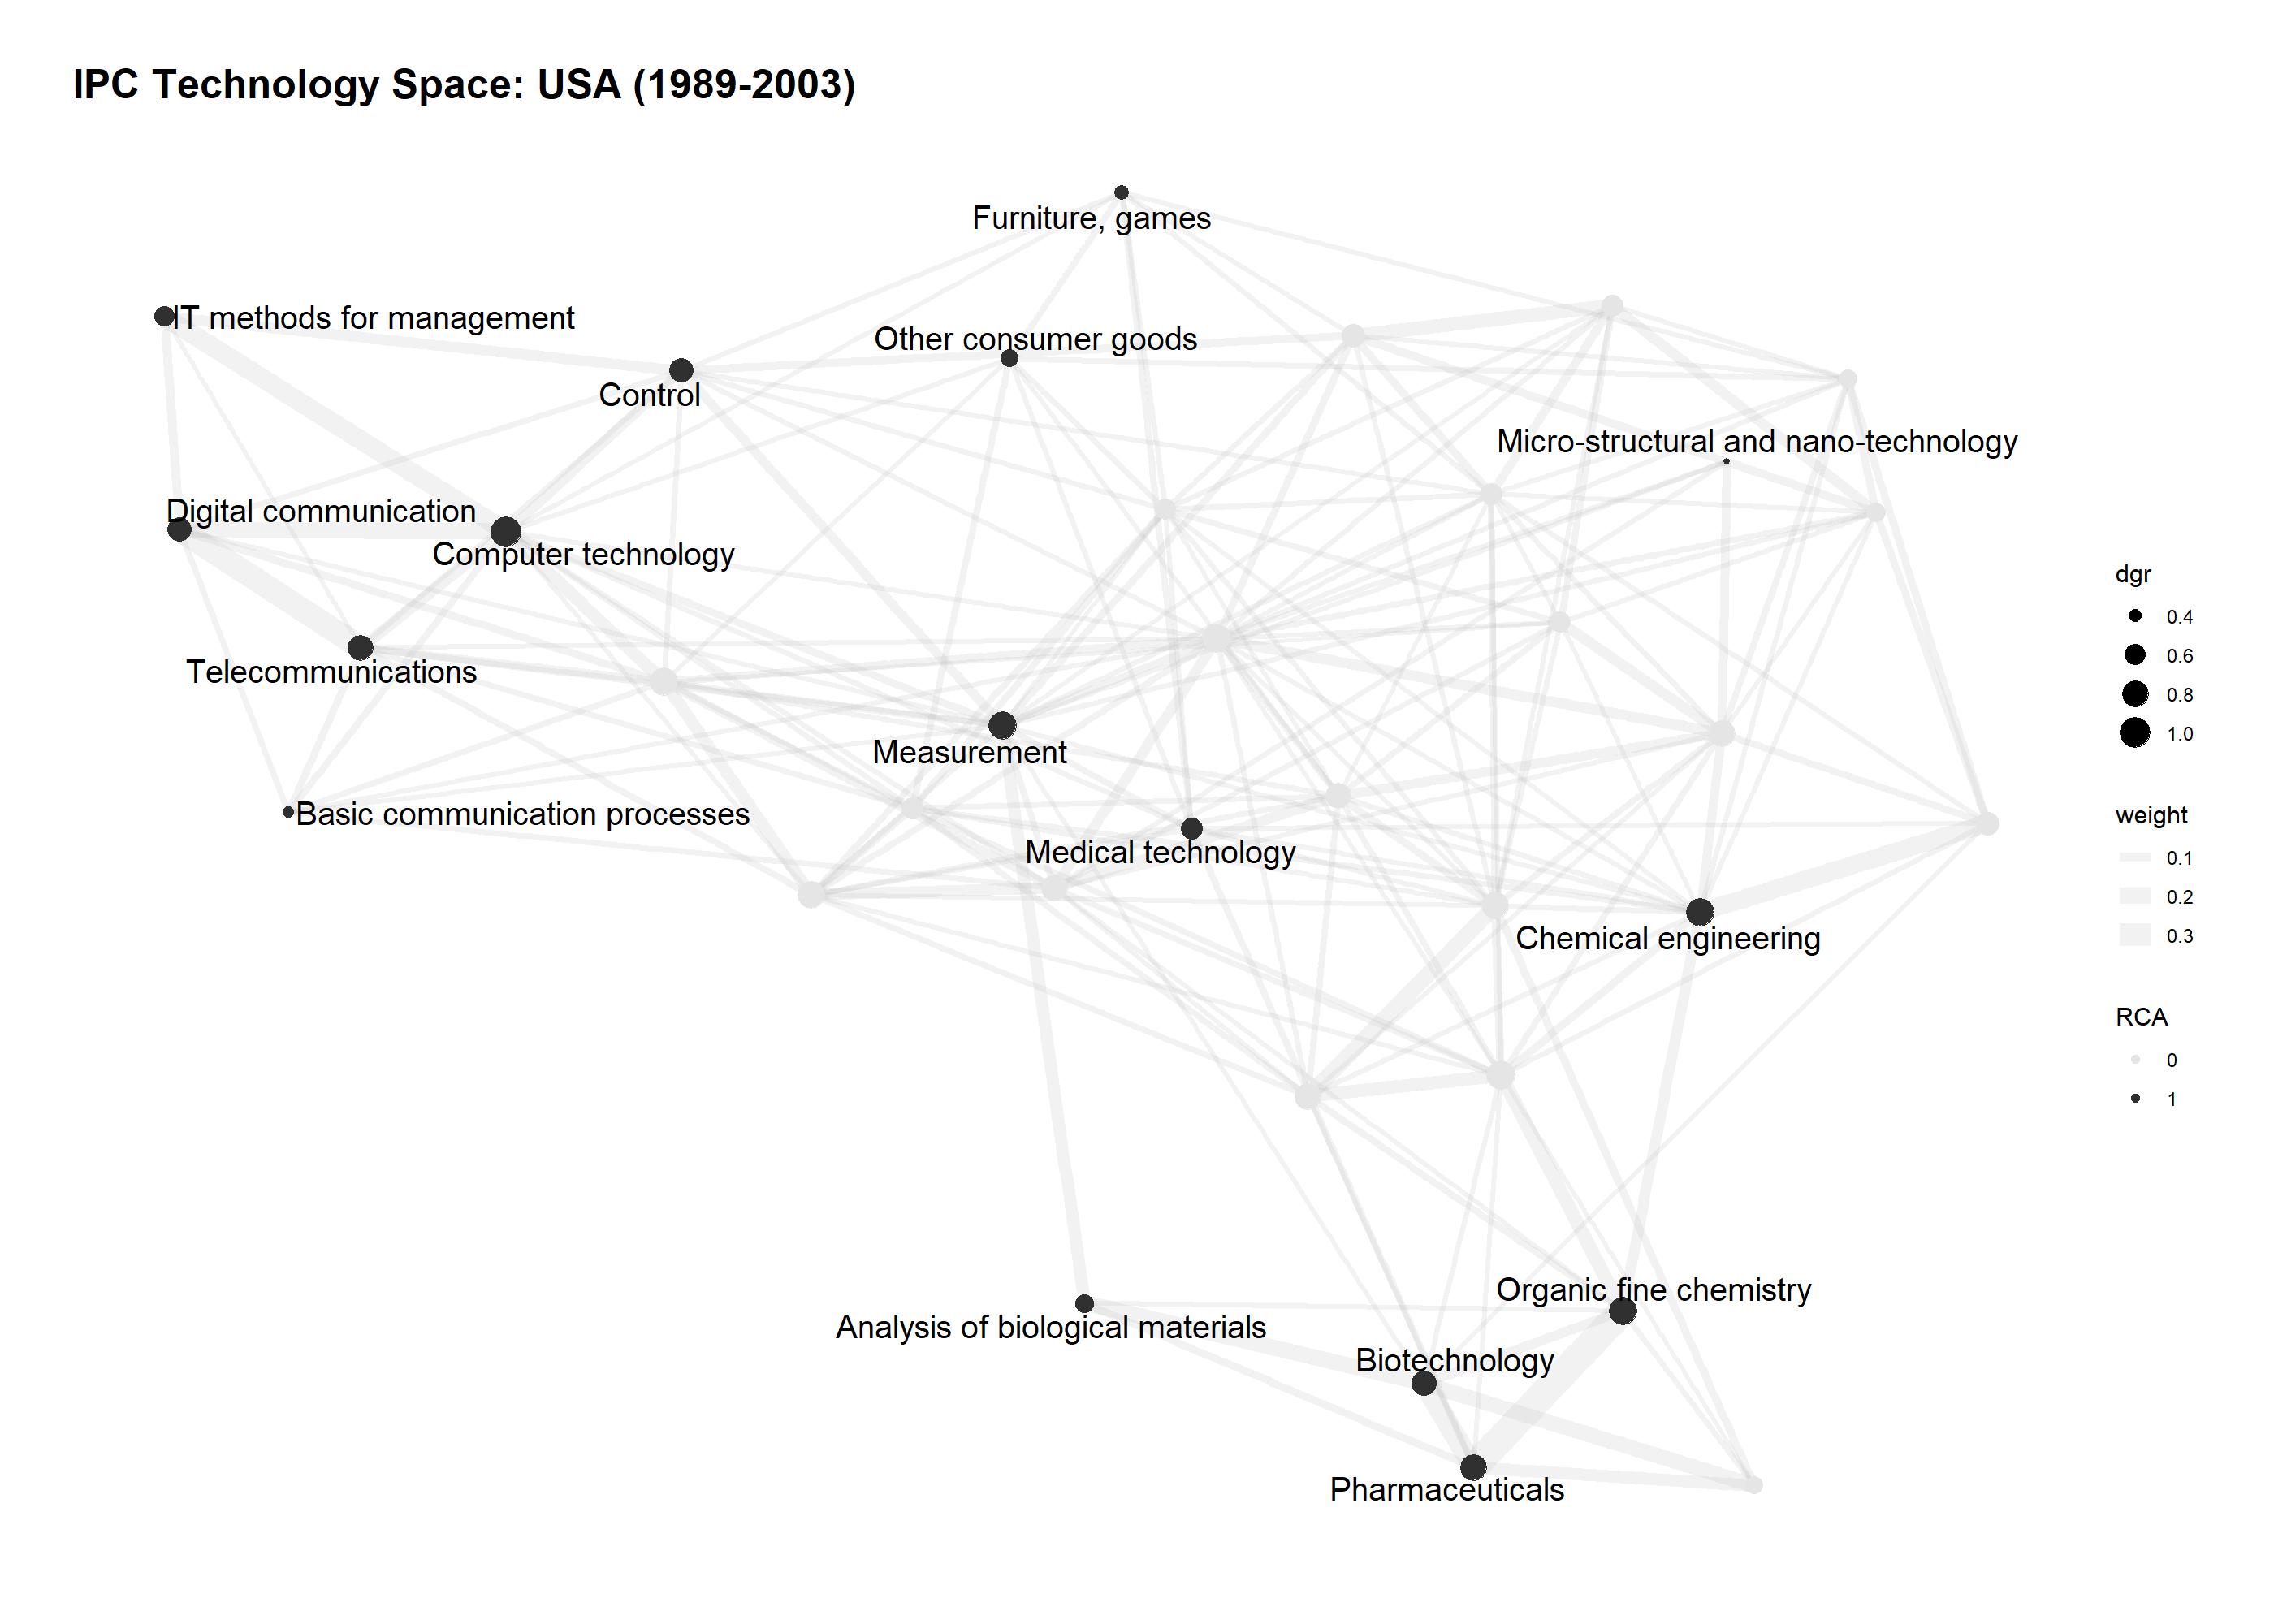 IPC Technology Space: USA (1989-2003)
Furniture, games
IT methods for management
Other consumer goods
Control
Micro-structural and nano-technology
Digital communication
Computer technology
Telecommunications
Measurement
Basic communication processes
Medical technology
Chemical engineering
Organic fine chemistry
Analysis of biological materials
Biotechnology
Pharmaceuticals
dgr
0.4
0.6
0.8
1.0
weight
0.1
0.2
0.3
RCA
0
1